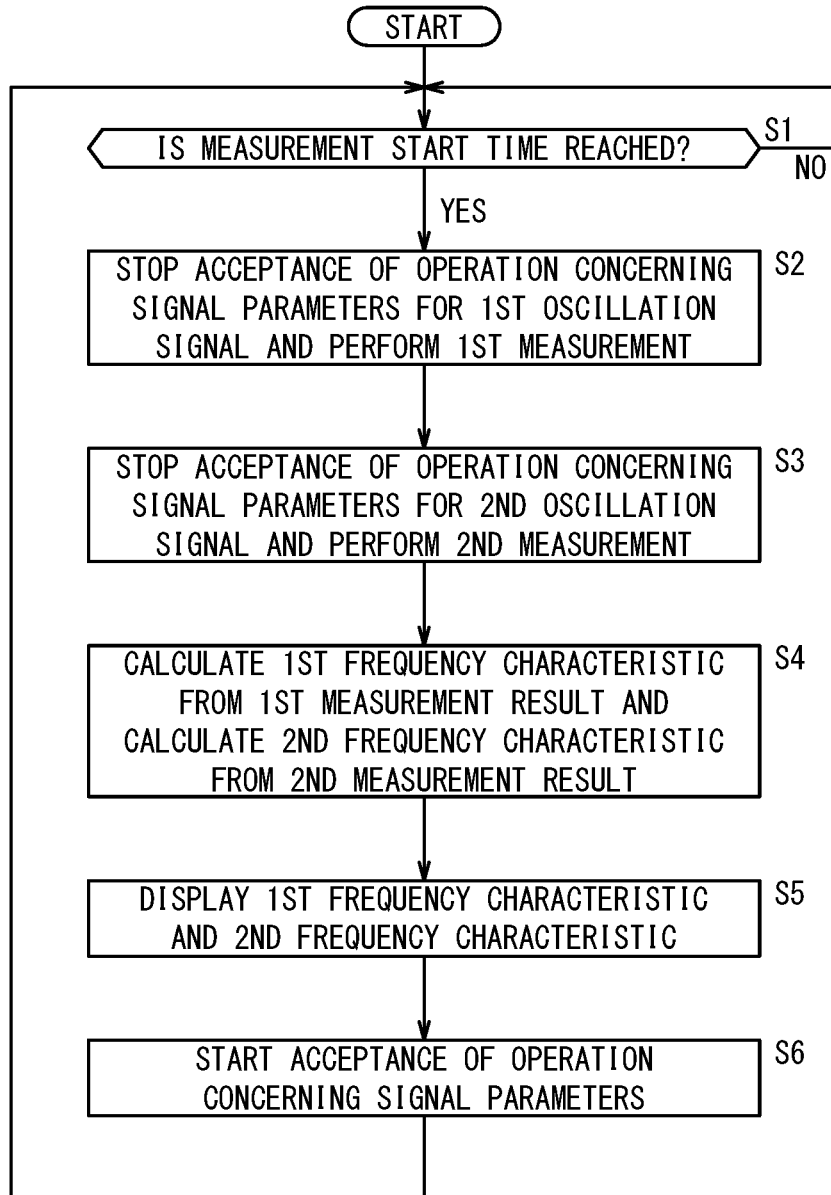 START
IS MEASUREMENT START TIME REACHED?
S1
NO
YES
STOP ACCEPTANCE OF OPERATION CONCERNING
SIGNAL PARAMETERS FOR 1ST OSCILLATION
SIGNAL AND PERFORM 1ST MEASUREMENT
S2
STOP ACCEPTANCE OF OPERATION CONCERNING
SIGNAL PARAMETERS FOR 2ND OSCILLATION
SIGNAL AND PERFORM 2ND MEASUREMENT
S3
CALCULATE 1ST FREQUENCY CHARACTERISTIC
FROM 1ST MEASUREMENT RESULT AND
CALCULATE 2ND FREQUENCY CHARACTERISTIC
FROM 2ND MEASUREMENT RESULT
S4
DISPLAY 1ST FREQUENCY CHARACTERISTIC
AND 2ND FREQUENCY CHARACTERISTIC
S5
START ACCEPTANCE OF OPERATION
CONCERNING SIGNAL PARAMETERS
S6